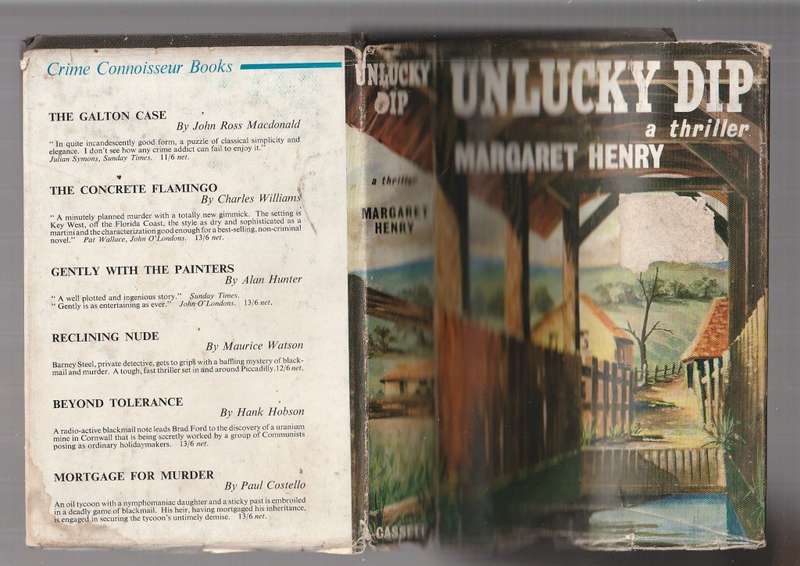 Crime Connoisseur Books
THE GALTON CASE
By John Ross Macdonald
" In quite incandescently good form, a puzzle of classical simplicity and
elegance. I don't see how any crime addict can fail to enjoy it."
Julian Symons, Sunday Times. 11/6 net.
THE CONCRETE FLAMINGO
By Charles Williams
" A minutely planned murder with a totally new gimmick. The setting is
Key West, off the Florida Coast, the style as dry and sophisticated as a
martini and the characterization good enough for a best-selling, non-criminal
novel." Pat Wallace, John O'Londons. 13/6 net.
GENTLY WITH THE PAINTERS
By Alan Hunter
" A well plotted and ingenious story." Sunday Times.
" Gently is as entertaining as ever." John O'Londons. 13/6 net.
RECLINING NUDE
By Maurice Watson
Barney Steel, private detective, gets to grips with a baffling mystery of black-
mail and murder. A tough, fast thriller set in and around Piccadilly. 12/6 net.
BEYOND TOLERANCE
By Hank Hobson
A radio-active blackmail note leads Brad Ford to the discovery of a uranium
mine in Cornwall that is being secretly worked by a group of Communists
posing as ordinary holidaymakers. 13/6 net.
MORTGAGE FOR MURDER
By Paul Costello
An oil tycoon with a nymphomaniac daughter and a sticky past is embroiled
in a deadly game of blackmail. His heir, having mortgaged his inheritance,
is engaged in securing the tycoon's untimely demise. 13/6 net.
UNLUCKY
DIP
a thriller
MARGARET
HENRY
CASSELL
UNLUCKY DIP
a thriller
MARGARET HENRY